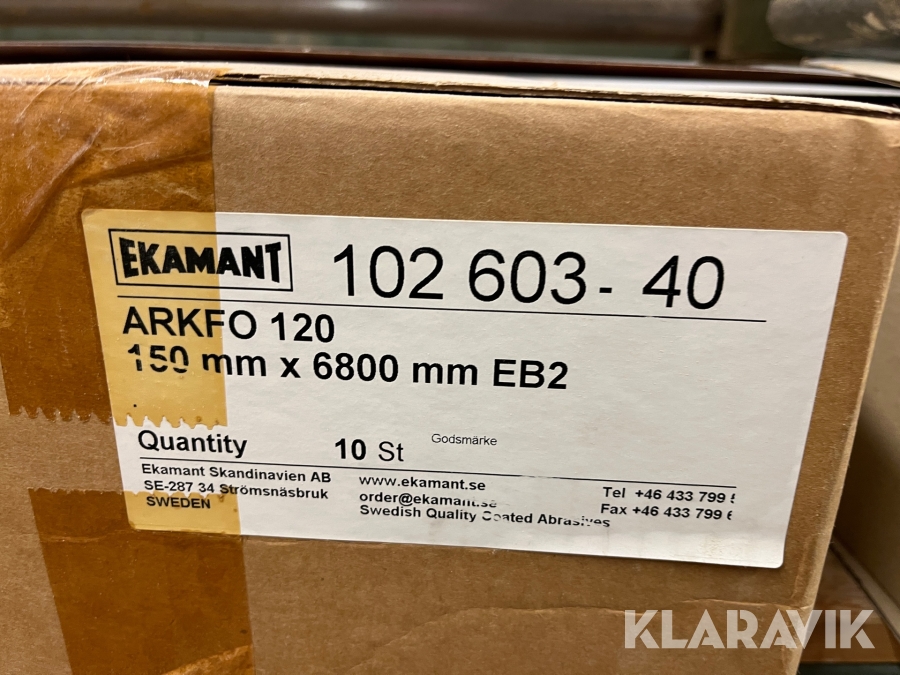 EKAMANT 102 603 - 40
ARKFO 120
150 mm x 6800 mm EB2
Quantity 10 St Godsmärke
Ekamant Skandinavien AB www.ekamant.se Tel +46 433 799
SE-287 34 Strömsnäsbruk order@ekamant.se Fax +46 433 799
SWEDEN Swedish Quality Coated Abrasives
KLARAVIK